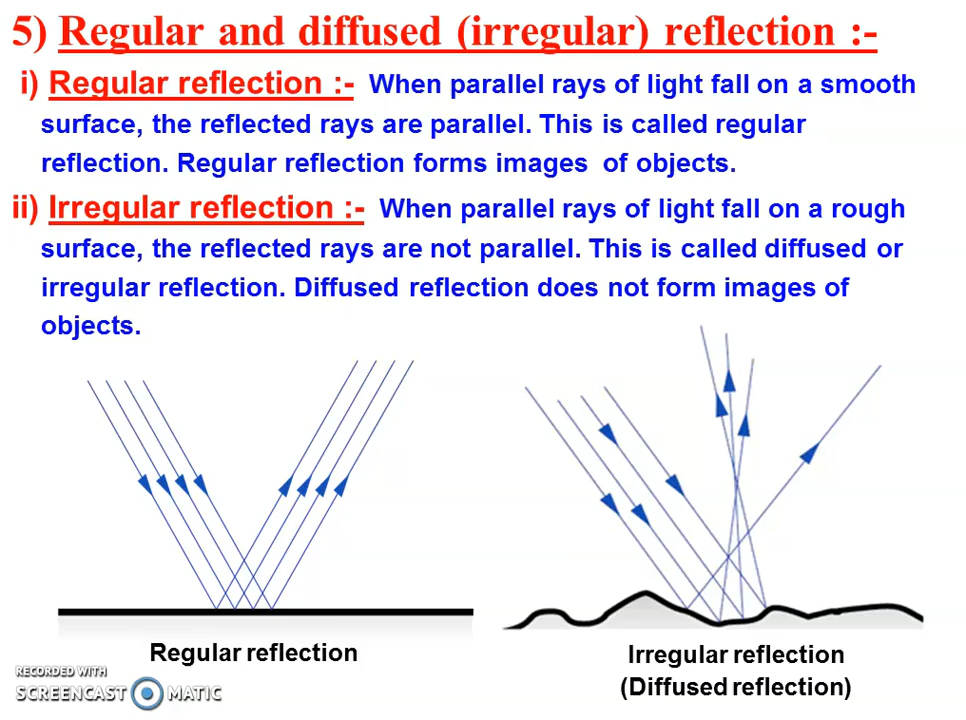 5) Regular and diffused (irregular) reflection :-
i) Regular reflection :- When parallel rays of light fall on a smooth
surface, the reflected rays are parallel. This is called regular
reflection. Regular reflection forms images of objects.
ii) Irregular reflection :- When parallel rays of light fall on a rough
surface, the reflected rays are not parallel. This is called diffused or
irregular reflection. Diffused reflection does not form images of
objects.
Regular reflection
Irregular reflection
(Diffused reflection)
RECORDED WITH
SCREENCAST MATIC